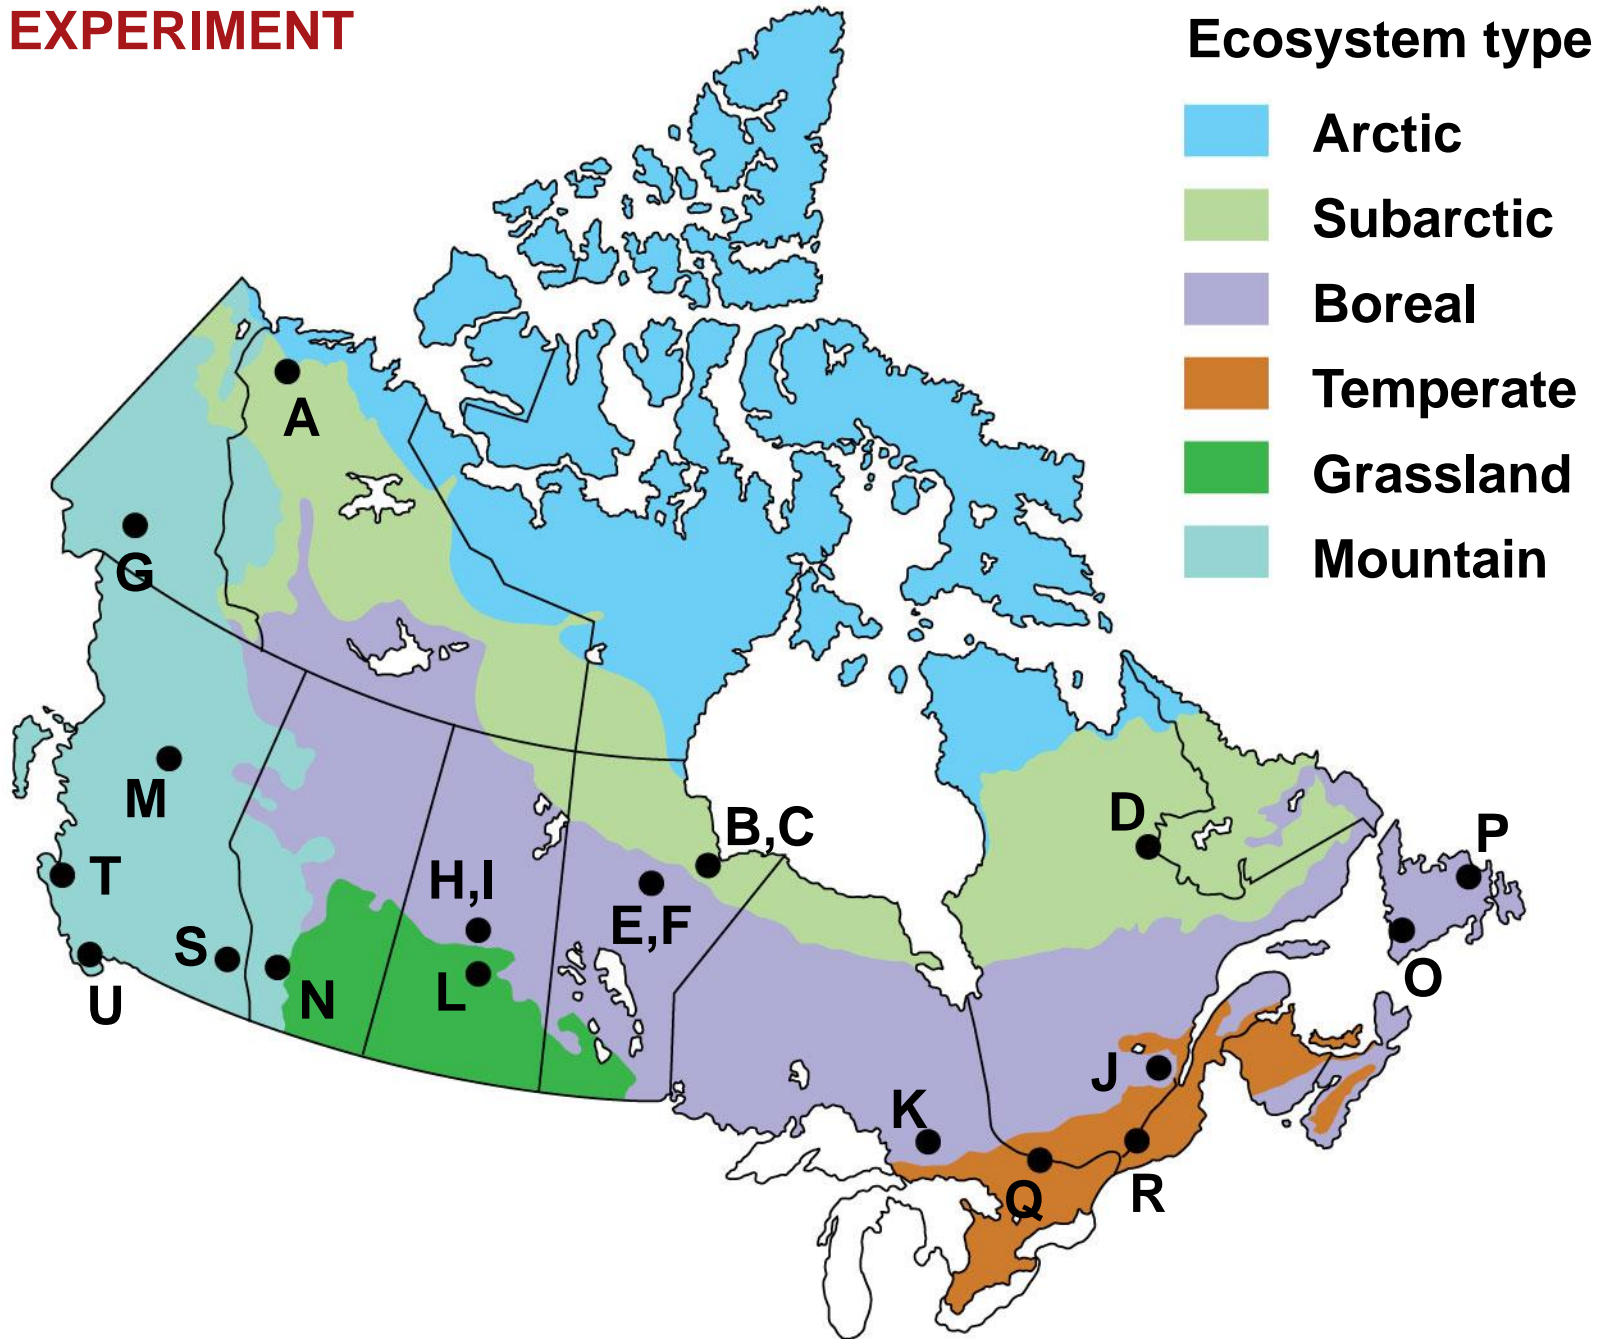 EXPERIMENT
Ecosystem type
Arctic
Subarctic
Boreal
Temperate
Grassland
Mountain
A
G
M
B,C
D
P
T
H,I
E,F
S
N
L
U
O
J
K
Q
R